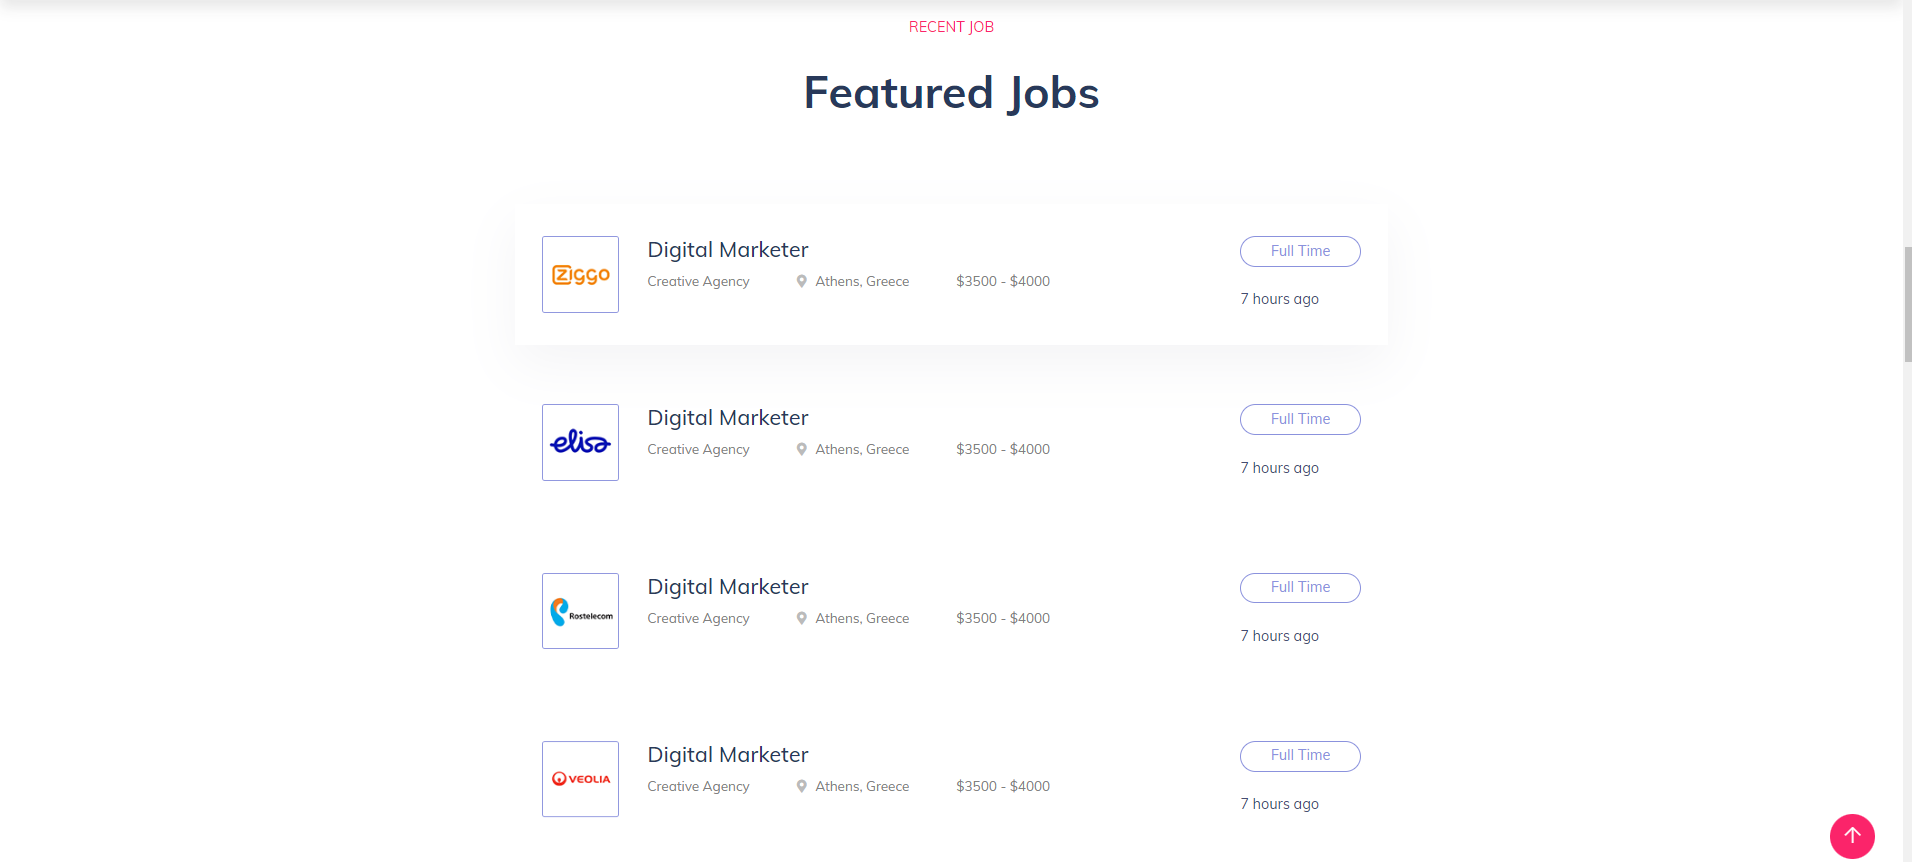 RECENT JOB
Featured Jobs
ziggo
Digital Marketer
Creative Agency Athens, Greece $3500 - $4000
Full Time
7 hours ago
elisa
Digital Marketer
Creative Agency Athens, Greece $3500 - $4000
Full Time
7 hours ago
Rostelecom
Digital Marketer
Creative Agency Athens, Greece $3500 - $4000
Full Time
7 hours ago
VEOLIA
Digital Marketer
Creative Agency Athens, Greece $3500 - $4000
Full Time
7 hours ago